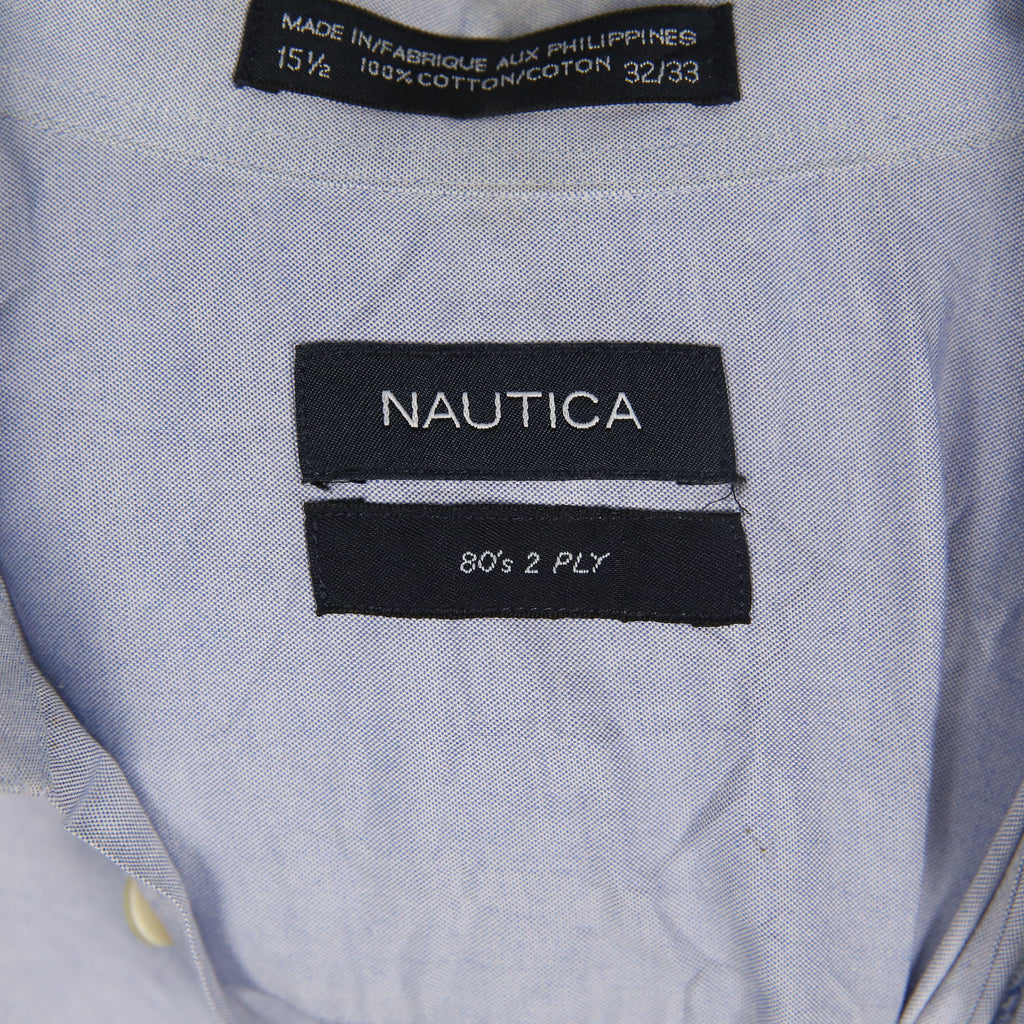 MADE IN/FABRIQUE AUX PHILIPPINES
15½ 100% COTTON/COTON 32/33
NAUTICA
80's 2 PLY